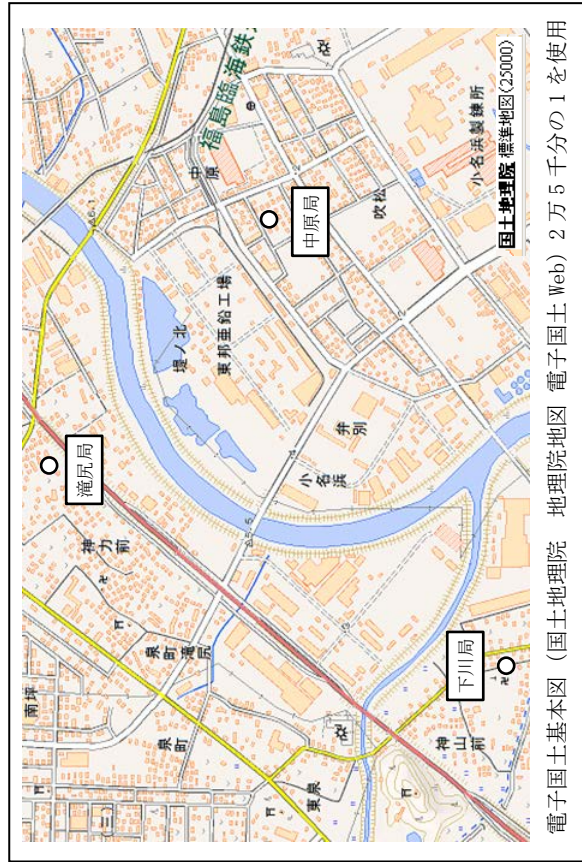 福島臨海鉄
中原
小名浜製錬所
国土地理院 標準地図(25000)
中原局
吹松
堤ノ北
東邦亜鉛工場
滝尻局
弁別
小名浜
神力前
泉町滝尻
南坪
泉町
東泉
下川局
神山前
電子国土基本図(国土地理院 地理院地図 電子国土 Web)2万5千分の1を使用